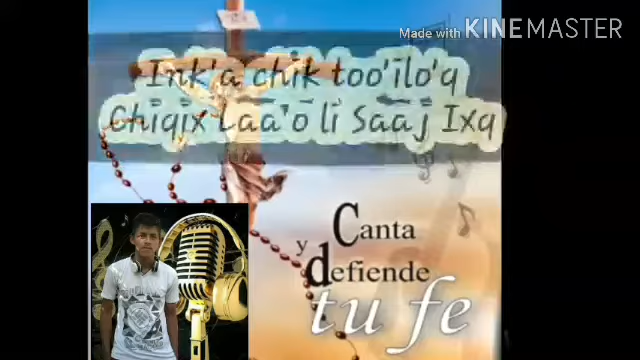 Made with KINEMASTER
Ink'a chik too'ilo'q
Chiqix Laa'o li Saaj Ixq
Canta
y defiende
tu fe